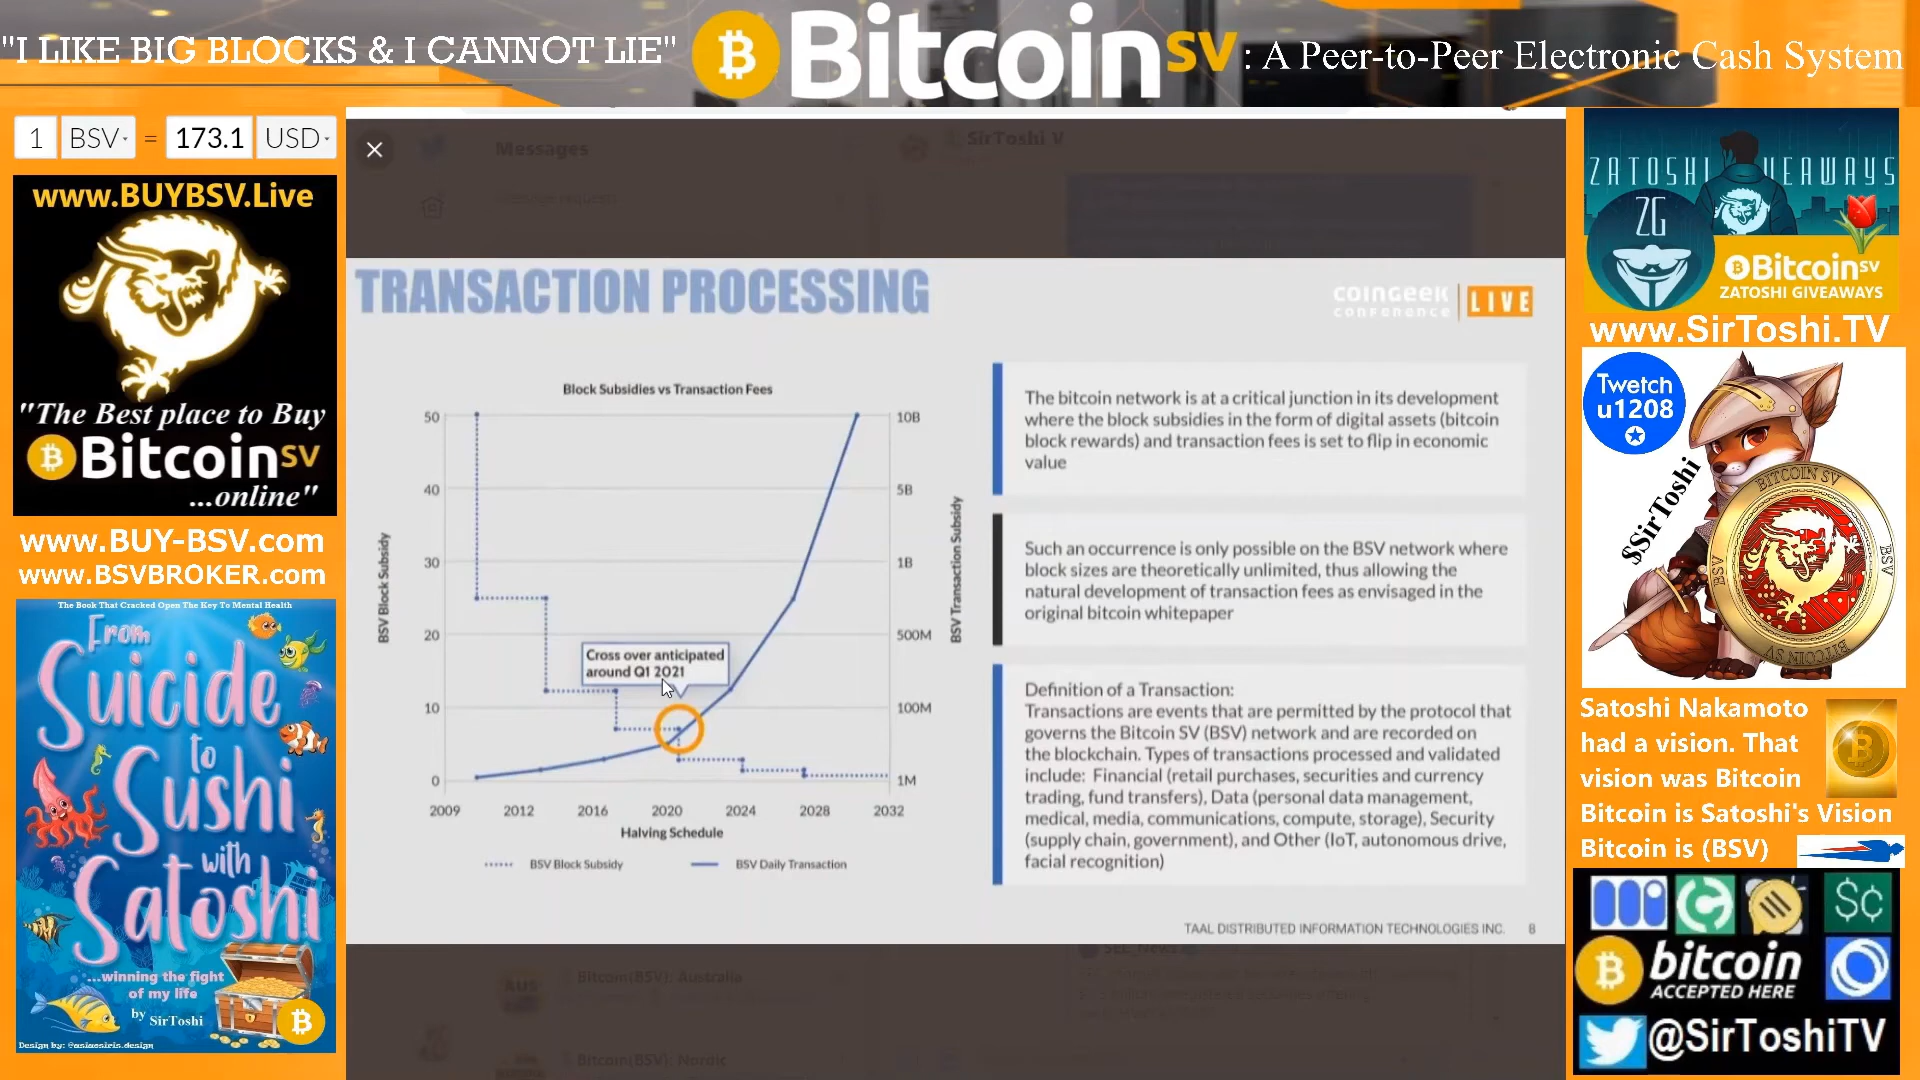 "I LIKE BIG BLOCKS & I CANNOT LIE"
Bitcoin SV : A Peer-to-Peer Electronic Cash System
1 BSV = 173.1 USD
www.BUYBSV.Live
"The Best place to Buy
Bitcoin SV
...online"
www.BUY-BSV.com
www.BSVBROKER.com
The Book That Cracked Open The Key To Mental Health
From
Suicide
to
Sushi
with
Satoshi
...winning the fight
of my life
by SirToshi
Design by: @asiaosiris.design
Messages
SirToshi V
TRANSACTION PROCESSING
COINGEEK
CONFERENCE
LIVE
Block Subsidies vs Transaction Fees
50
40
30
20
10
0
BSV Block Subsidy
10B
5B
1B
500M
100M
1M
BSV Transaction Subsidy
Cross over anticipated
around Q1 2021
2009 2012 2016 2020 2024 2028 2032
Halving Schedule
BSV Block Subsidy
BSV Daily Transaction
The bitcoin network is at a critical junction in its development
where the block subsidies in the form of digital assets (bitcoin
block rewards) and transaction fees is set to flip in economic
value
Such an occurrence is only possible on the BSV network where
block sizes are theoretically unlimited, thus allowing the
natural development of transaction fees as envisaged in the
original bitcoin whitepaper
Definition of a Transaction:
Transactions are events that are permitted by the protocol that
governs the Bitcoin SV (BSV) network and are recorded on
the blockchain. Types of transactions processed and validated
include: Financial (retail purchases, securities and currency
trading, fund transfers), Data (personal data management,
medical, media, communications, compute, storage), Security
(supply chain, government), and Other (IoT, autonomous drive,
facial recognition)
TAAL DISTRIBUTED INFORMATION TECHNOLOGIES INC. 8
Bitcoin(BSV): Australia
Bitcoin(BSV): Nordic
ZATOSHI
ZG
Bitcoin SV
ZATOSHI GIVEAWAYS
www.SirToshi.TV
Twetch
u1208
$SirToshi
BITCOIN SV
BSV
BSV
BITCOIN SV
Satoshi Nakamoto
had a vision. That
vision was Bitcoin
Bitcoin is Satoshi's Vision
Bitcoin is (BSV)
bitcoin
ACCEPTED HERE
@SirToshiTV